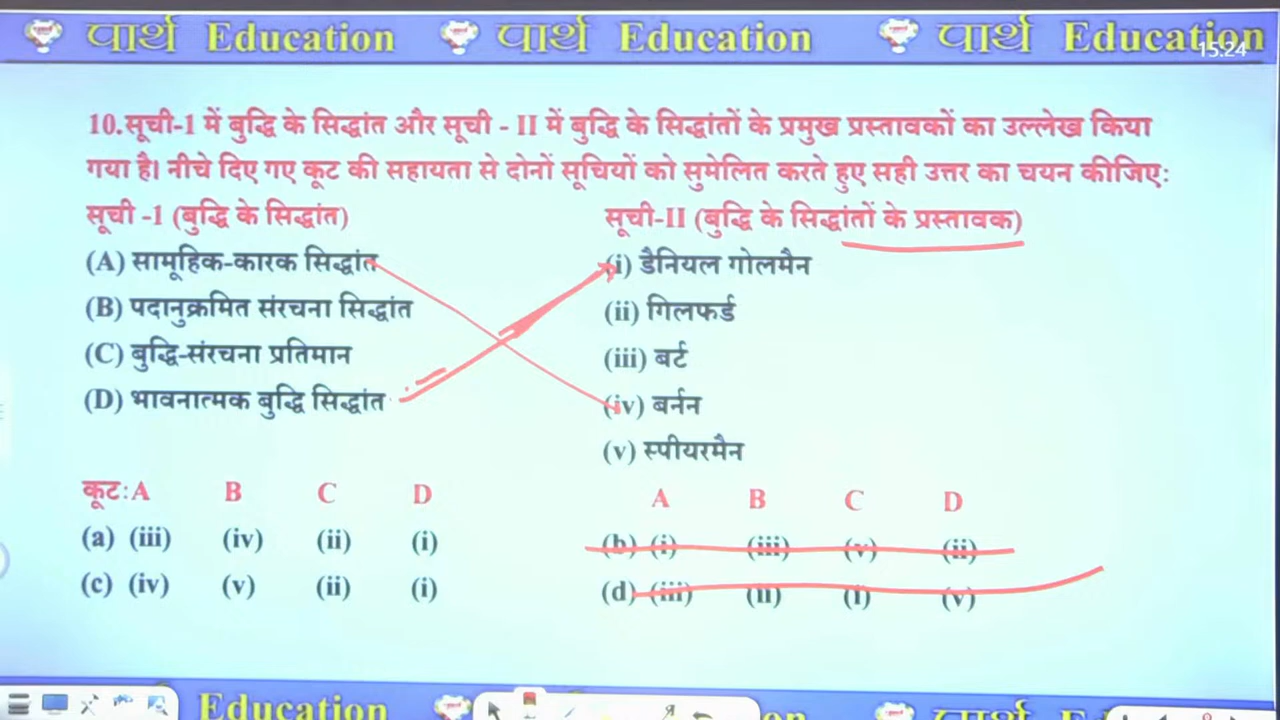 पार्थ Education पार्थ Education पार्थ Education
15:24
10.सूची-1 में बुद्धि के सिद्धांत और सूची - II में बुद्धि के सिद्धांतों के प्रमुख प्रस्तावकों का उल्लेख किया
गया है। नीचे दिए गए कूट की सहायता से दोनों सूचियों को सुमेलित करते हुए सही उत्तर का चयन कीजिएः
सूची -1 (बुद्धि के सिद्धांत) सूची-II (बुद्धि के सिद्धांतों के प्रस्तावक)
(A) सामूहिक-कारक सिद्धांत (i) डैनियल गोलमैन
(B) पदानुक्रमित संरचना सिद्धांत (ii) गिलफर्ड
(C) बुद्धि-संरचना प्रतिमान (iii) बर्ट
(D) भावनात्मक बुद्धि सिद्धांत (iv) बर्नन
(v) स्पीयरमैन
कूटः A B C D A B C D
(a) (iii) (iv) (ii) (i) (b) (i) (iii) (v) (ii)
(c) (iv) (v) (ii) (i) (d) (iii) (ii) (i) (v)
Education